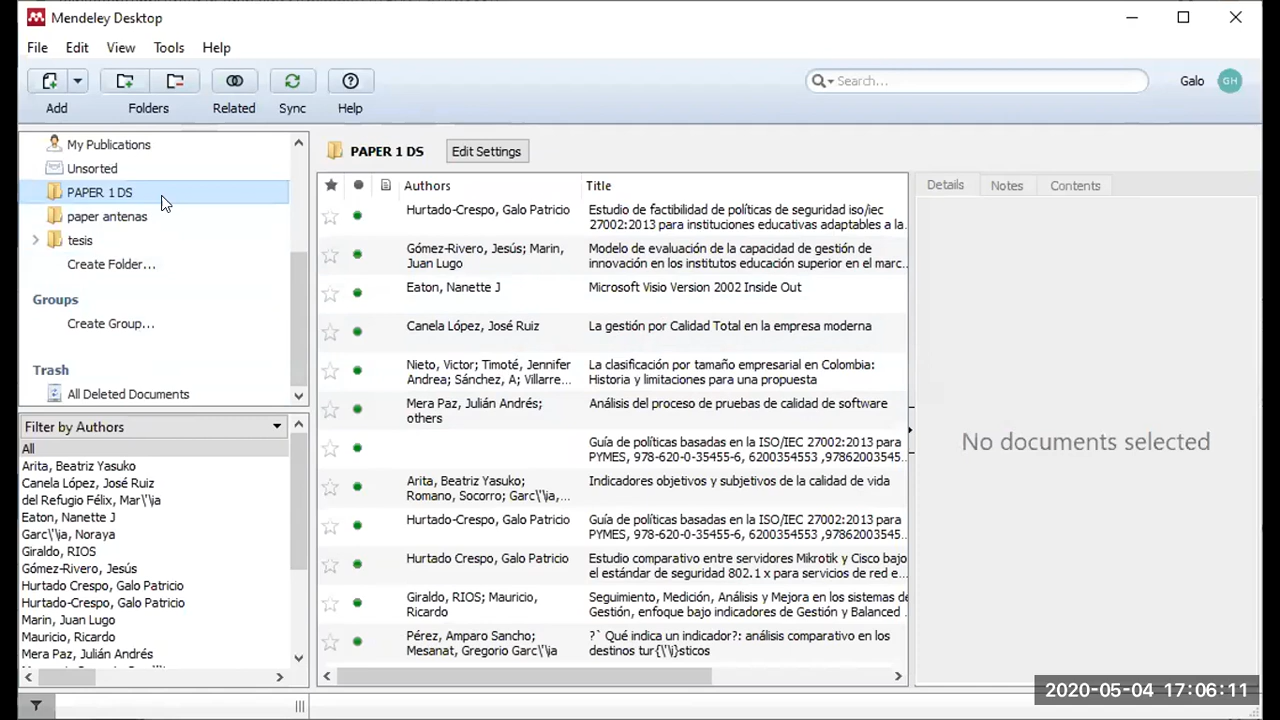 Mendeley Desktop
File Edit View Tools Help
Add Folders Related Sync Help
Search...
Galo GH
My Publications
Unsorted
PAPER 1 DS
paper antenas
tesis
Create Folder...
Groups
Create Group...
Trash
All Deleted Documents
Filter by Authors
All
Arita, Beatriz Yasuko
Canela López, José Ruiz
del Refugio Félix, Mar\'\ia
Eaton, Nanette J
Garc\'\ja, Noraya
Giraldo, RIOS
Gómez-Rivero, Jesús
Hurtado Crespo, Galo Patricio
Hurtado-Crespo, Galo Patricio
Marin, Juan Lugo
Mauricio, Ricardo
Mera Paz, Julián Andrés
PAPER 1 DS Edit Settings
Authors Title
Hurtado-Crespo, Galo Patricio
Estudio de factibilidad de políticas de seguridad iso/iec
27002:2013 para instituciones educativas adaptables a la...
Gómez-Rivero, Jesús; Marin,
Juan Lugo
Modelo de evaluación de la capacidad de gestión de
innovación en los institutos educación superior en el marc...
Eaton, Nanette J
Microsoft Visio Version 2002 Inside Out
Canela López, José Ruiz
La gestión por Calidad Total en la empresa moderna
Nieto, Victor; Timoté, Jennifer
Andrea; Sánchez, A; Villarre...
La clasificación por tamaño empresarial en Colombia:
Historia y limitaciones para una propuesta
Mera Paz, Julián Andrés;
others
Análisis del proceso de pruebas de calidad de software
Guía de políticas basadas en la ISO/IEC 27002:2013 para
PYMES, 978-620-0-35455-6, 6200354553 ,97862003545...
Arita, Beatriz Yasuko;
Romano, Socorro; Garc\'\ja,...
Indicadores objetivos y subjetivos de la calidad de vida
Hurtado-Crespo, Galo Patricio
Guía de políticas basadas en la ISO/IEC 27002:2013 para
PYMES, 978-620-0-35455-6, 6200354553 ,97862003545...
Hurtado Crespo, Galo Patricio
Estudio comparativo entre servidores Mikrotik y Cisco bajo
el estándar de seguridad 802.1 x para servicios de red e...
Giraldo, RIOS; Mauricio,
Ricardo
Seguimiento, Medición, Análisis y Mejora en los sistemas de
Gestión, enfoque bajo indicadores de Gestión y Balanced
Pérez, Amparo Sancho;
Mesanat, Gregorio Garc\'\ja
?` Qué indica un indicador?: análisis comparativo en los
destinos tur{\'\j}sticos
Details Notes Contents
No documents selected
2020-05-04 17:06:11